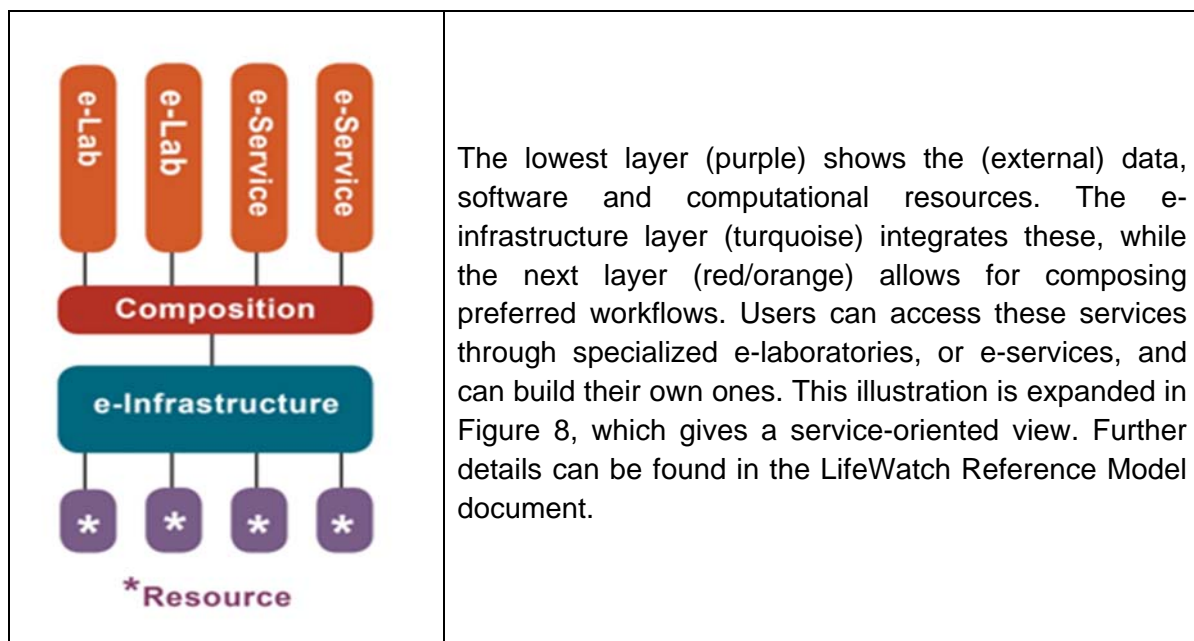 e-Lab
e-Lab
e-Service
e-Service
Composition
e-Infrastructure
* * * *
*Resource
The lowest layer (purple) shows the (external) data,
software and computational resources. The e-
infrastructure layer (turquoise) integrates these, while
the next layer (red/orange) allows for composing
preferred workflows. Users can access these services
through specialized e-laboratories, or e-services, and
can build their own ones. This illustration is expanded in
Figure 8, which gives a service-oriented view. Further
details can be found in the LifeWatch Reference Model
document.